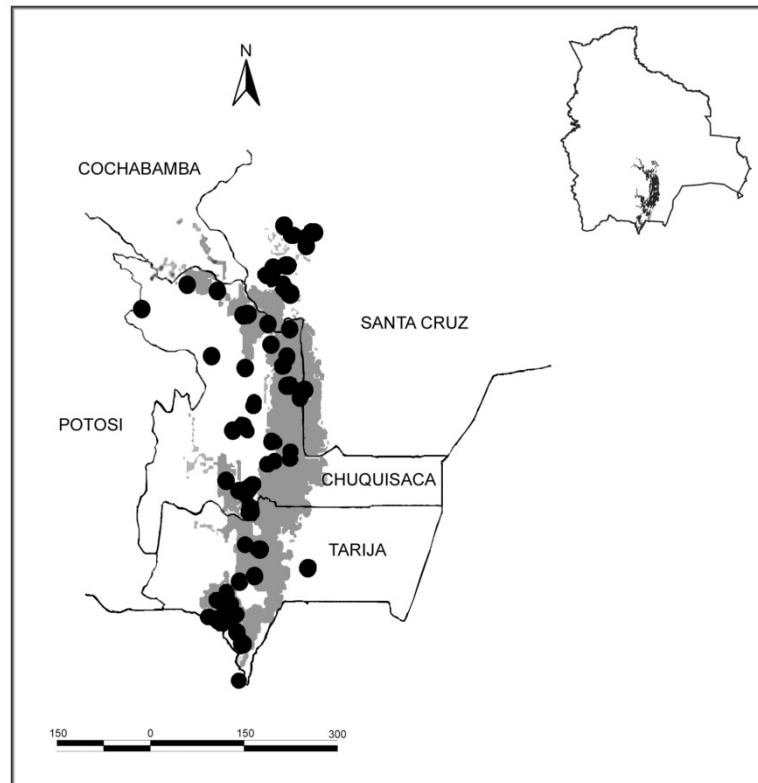 N
COCHABAMBA
SANTA CRUZ
POTOSI
CHUQUISACA
TARIJA
150 0 150 300